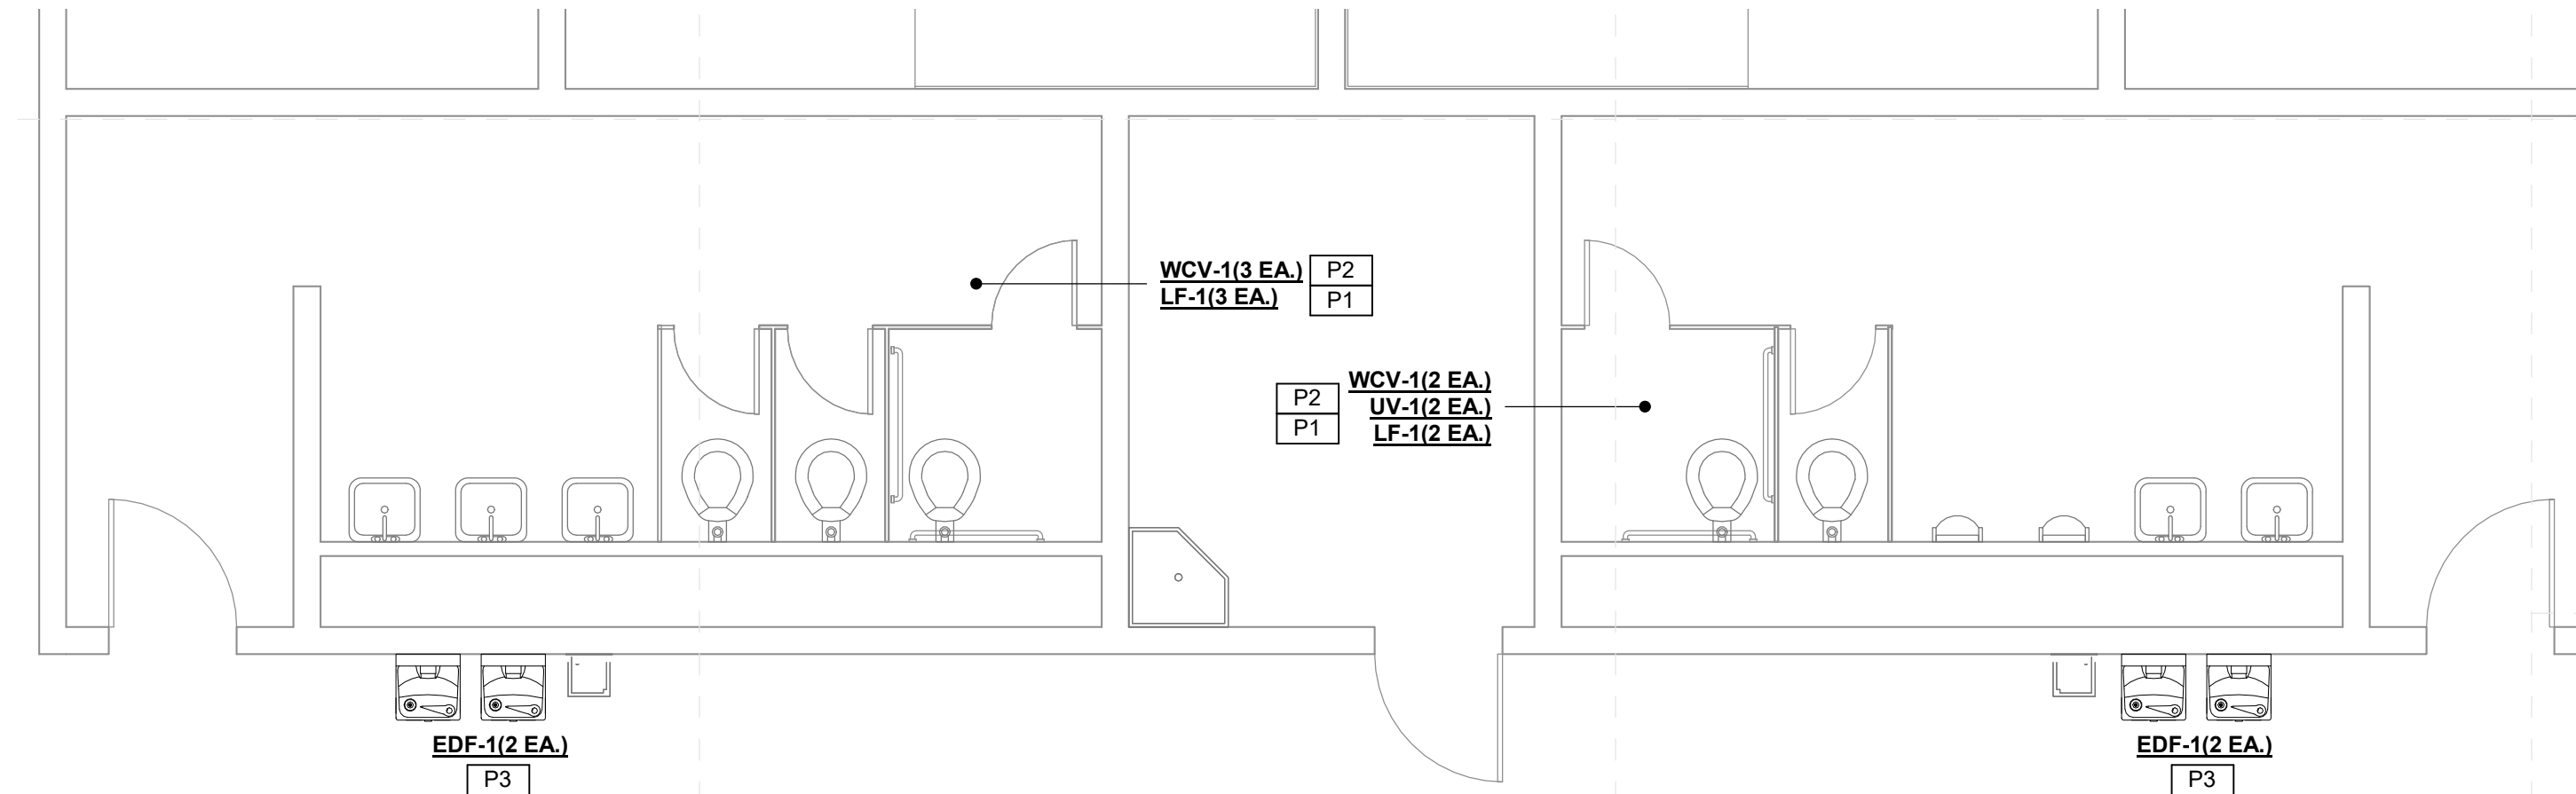 WCV-1(3 EA.) P2
LF-1(3 EA.) P1
P2 WCV-1(2 EA.)
UV-1(2 EA.)
P1 LF-1(2 EA.)
EDF-1(2 EA.)
P3
EDF-1(2 EA.)
P3